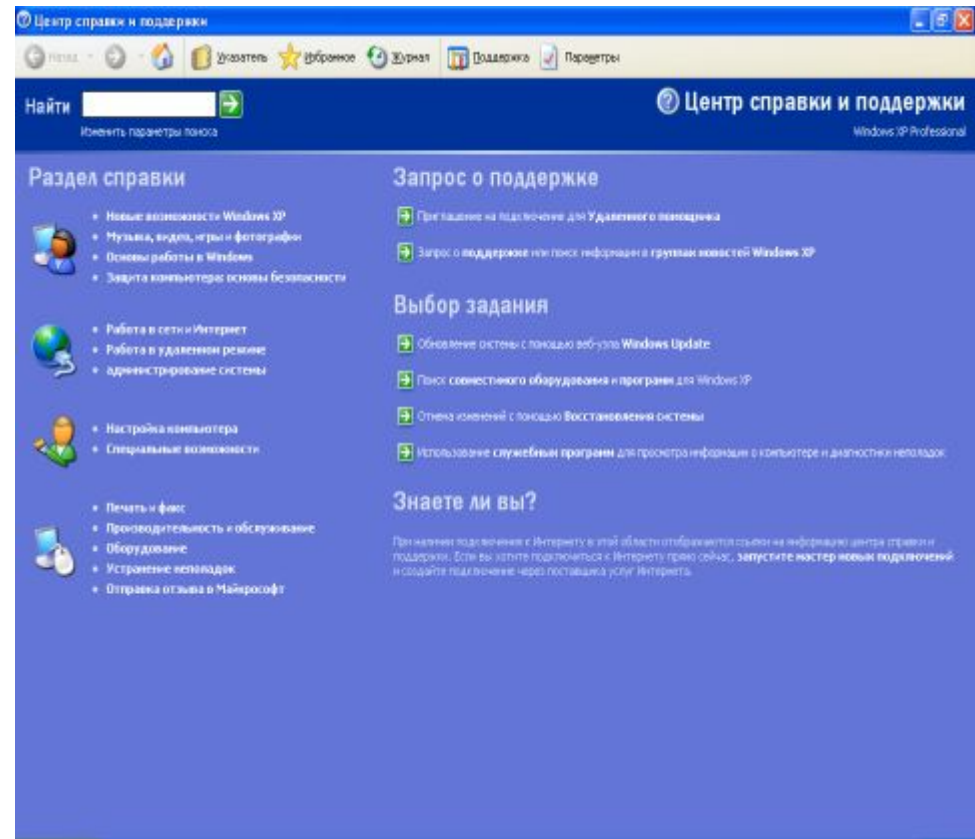 Центр справки и поддержки
Назад Указатель Избранное Журнал Поддержка Параметры
Найти
Изменить параметры поиска
Центр справки и поддержки
Windows XP Professional
Раздел справки
Новые возможности Windows XP
Музыка, видео, игры и фотографии
Основы работы в Windows
Защита компьютера: основы безопасности
Работа в сети и Интернет
Работа в удаленном режиме
администрирование системы
Настройка компьютера
Специальные возможности
Печать и факс
Производительность и обслуживание
Оборудование
Устранение неполадок
Отправка отзыва в Майкрософт
Запрос о поддержке
Приглашение на подключение для Удаленного помощника
Запрос о поддержке или поиск информации в группах новостей Windows XP
Выбор задания
Обновление системы с помощью веб-узла Windows Update
Поиск совместимого оборудования и программ для Windows XP
Отмена изменений с помощью Восстановления системы
Использование служебных программ для просмотра информации о компьютере и диагностики неполадок
Знаете ли вы?
При наличии подключения к Интернету в этой области отображаются ссылки на информацию центра справки и
поддержки. Если вы хотите подключиться к Интернету прямо сейчас, запустите мастер новых подключений
и создайте подключение через поставщика услуг Интернета.